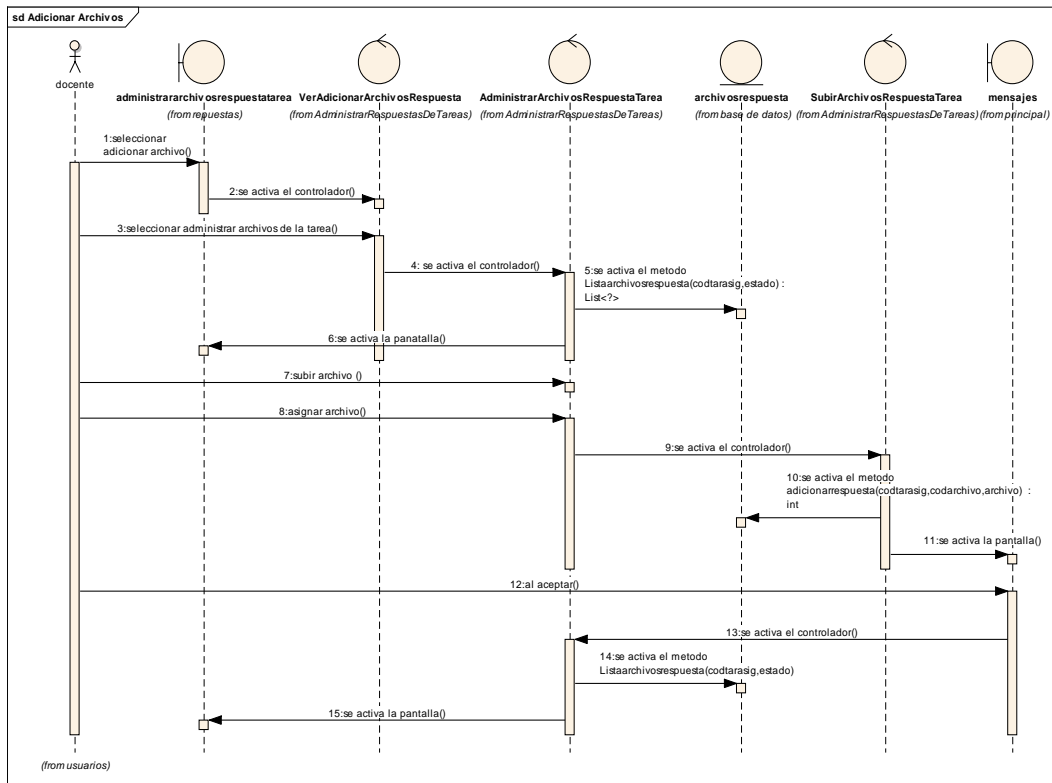 sd Adicionar Archivos
docente
administrararchivosrespuestatarea
(from repuestas)
VerAdicionarArchivosRespuesta
(from AdministrarRespuestasDeTareas)
AdministrarArchivosRespuestaTarea
(from AdministrarRespuestasDeTareas)
archivosrespuesta
(from base de datos)
SubirArchivosRespuestaTarea
(from AdministrarRespuestasDeTareas)
mensajes
(from principal)
1:seleccionar
adicionar archivo()
2:se activa el controlador()
3:seleccionar administrar archivos de la tarea()
4: se activa el controlador()
5:se activa el metodo
Listaarchivosrespuesta(codtarasig,estado) :
List<?>
6:se activa la panatalla()
7:subir archivo ()
8:asignar archivo()
9:se activa el controlador()
10:se activa el metodo
adicionarrespuesta(codtarasig,codarchivo,archivo) :
int
11:se activa la pantalla()
12:al aceptar()
13:se activa el controlador()
14:se activa el metodo
Listaarchivosrespuesta(codtarasig,estado)
15:se activa la pantalla()
(from usuarios)